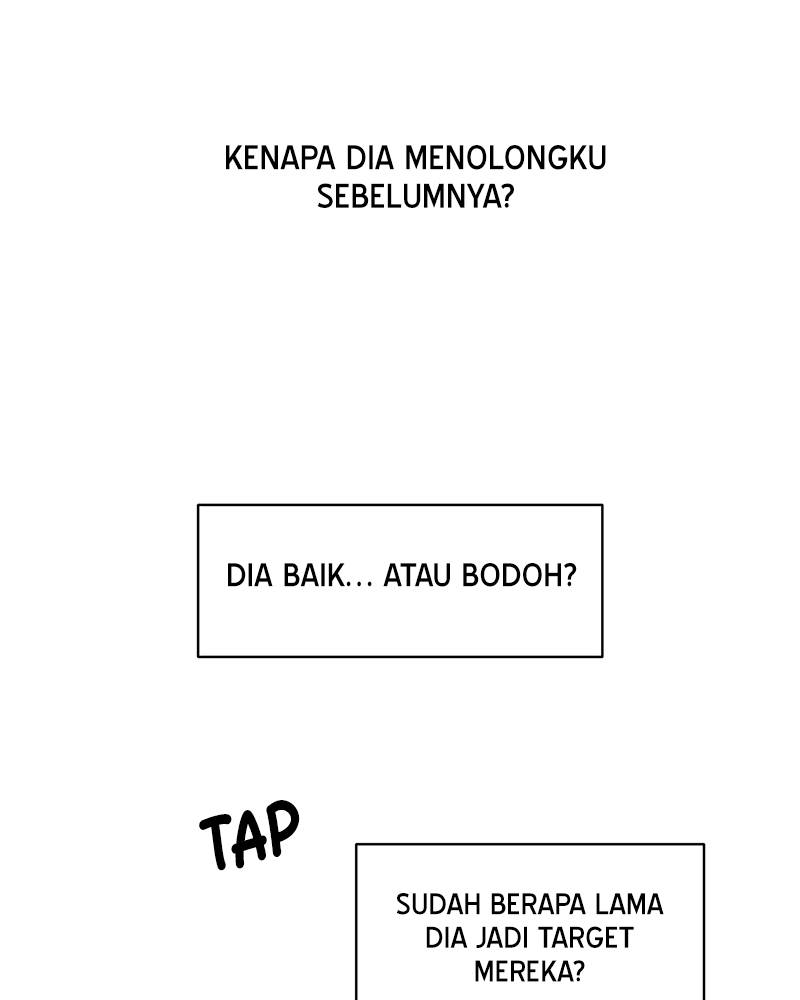 KENAPA DIA MENOLONGKU
SEBELUMNYA?
DIA BAIK... ATAU BODOH?
TAP
SUDAH BERAPA LAMA
DIA JADI TARGET
MEREKA?